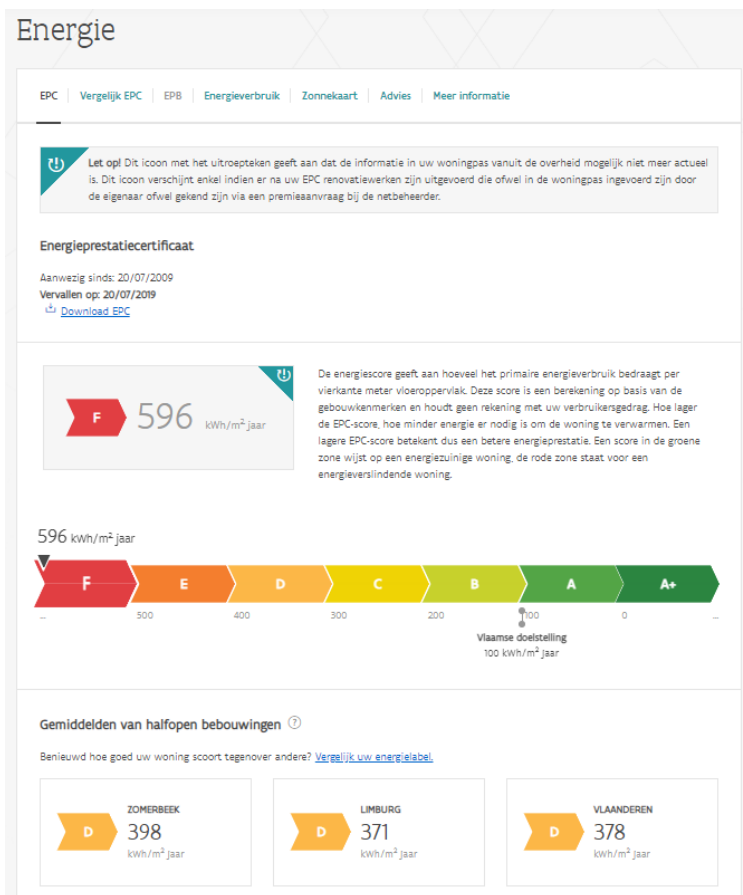 Energie
EPC Vergelijk EPC EPB Energieverbruik Zonnekaart Advies Meer informatie
Let op! Dit icoon met het uitroepteken geeft aan dat de informatie in uw woningpas vanuit de overheid mogelijk niet meer actueel
is. Dit icoon verschijnt enkel indien er na uw EPC renovatiewerken zijn uitgevoerd die ofwel in de woningpas ingevoerd zijn door
de eigenaar ofwel gekend zijn via een premieaanvraag bij de netbeheerder.
Energieprestatiecertificaat
Aanwezig sinds: 20/07/2009
Vervallen op: 20/07/2019
Download EPC
F 596 kWh/m² jaar
De energiescore geeft aan hoeveel het primaire energieverbruik bedraagt per
vierkante meter vloeroppervlak. Deze score is een berekening op basis van de
gebouwkenmerken en houdt geen rekening met uw verbruikersgedrag. Hoe lager
de EPC-score, hoe minder energie er nodig is om de woning te verwarmen. Een
lagere EPC-score betekent dus een betere energieprestatie. Een score in de groene
zone wijst op een energiezuinige woning, de rode zone staat voor een
energieverslindende woning.
596 kWh/m² jaar
F E D C B A A+
... 500 400 300 200 100 0 ...
Vlaamse doelstelling
100 kWh/m² jaar
Gemiddelden van halfopen bebouwingen ?
Benieuwd hoe goed uw woning scoort tegenover andere? Vergelijk uw energielabel.
D
ZOMERBEEK
398
kWh/m² jaar
D
LIMBURG
371
kWh/m² jaar
D
VLAANDEREN
378
kWh/m² jaar